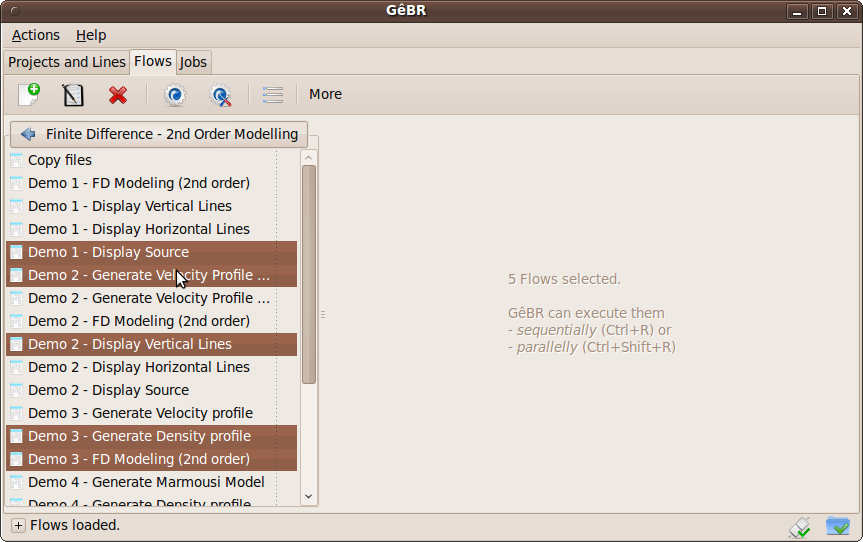 GêBR
Actions Help
Projects and Lines Flows Jobs
More
Finite Difference - 2nd Order Modelling
Copy files
Demo 1 - FD Modeling (2nd order)
Demo 1 - Display Vertical Lines
Demo 1 - Display Horizontal Lines
Demo 1 - Display Source
Demo 2 - Generate Velocity Profile ...
Demo 2 - Generate Velocity Profile ...
Demo 2 - FD Modeling (2nd order)
Demo 2 - Display Vertical Lines
Demo 2 - Display Horizontal Lines
Demo 2 - Display Source
Demo 3 - Generate Velocity profile
Demo 3 - Generate Density profile
Demo 3 - FD Modeling (2nd order)
Demo 4 - Generate Marmousi Model
Demo 4 - Generate Density profile
5 Flows selected.
GêBR can execute them
- sequentially (Ctrl+R) or
- parallelly (Ctrl+Shift+R)
Flows loaded.